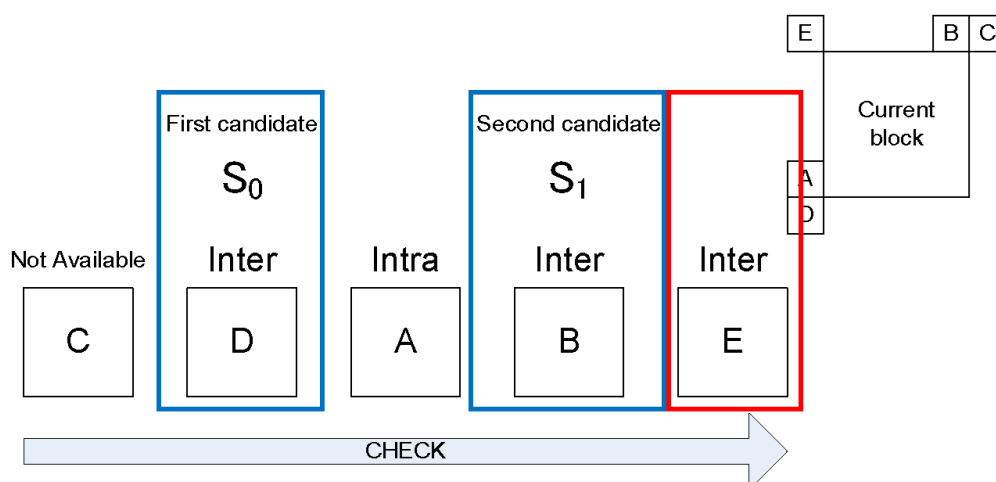 E
B
C
First candidate
Second candidate
Current
block
S₀
S₁
A
D
Not Available
Inter
Intra
Inter
Inter
C
D
A
B
E
CHECK